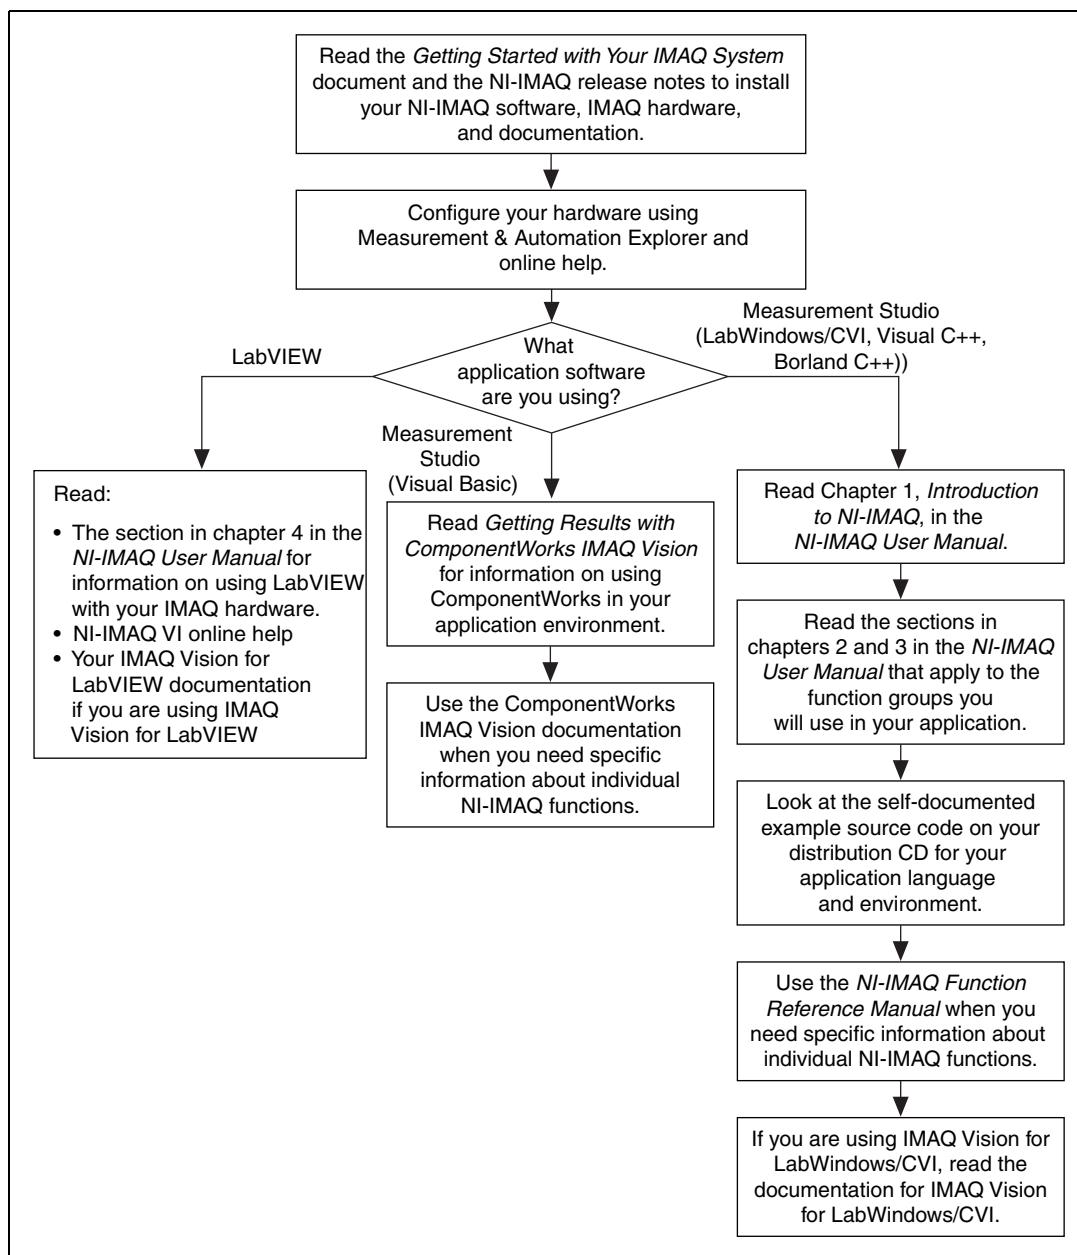 Read the Getting Started with Your IMAQ System
document and the NI-IMAQ release notes to install
your NI-IMAQ software, IMAQ hardware,
and documentation.
Configure your hardware using
Measurement & Automation Explorer and
online help.
What
application software
are you using?
LabVIEW
Read:
• The section in chapter 4 in the
NI-IMAQ User Manual for
information on using LabVIEW
with your IMAQ hardware.
• NI-IMAQ VI online help
• Your IMAQ Vision for
LabVIEW documentation
if you are using IMAQ
Vision for LabVIEW
Measurement
Studio
(Visual Basic)
Read Getting Results with
ComponentWorks IMAQ Vision
for information on using
ComponentWorks in your
application environment.
Use the ComponentWorks
IMAQ Vision documentation
when you need specific
information about individual
NI-IMAQ functions.
Measurement Studio
(LabWindows/CVI, Visual C++,
Borland C++))
Read Chapter 1, Introduction
to NI-IMAQ, in the
NI-IMAQ User Manual.
Read the sections in
chapters 2 and 3 in the NI-IMAQ
User Manual that apply to the
function groups you
will use in your application.
Look at the self-documented
example source code on your
distribution CD for your
application language
and environment.
Use the NI-IMAQ Function
Reference Manual when you
need specific information about
individual NI-IMAQ functions.
If you are using IMAQ Vision for
LabWindows/CVI, read the
documentation for IMAQ Vision
for LabWindows/CVI.